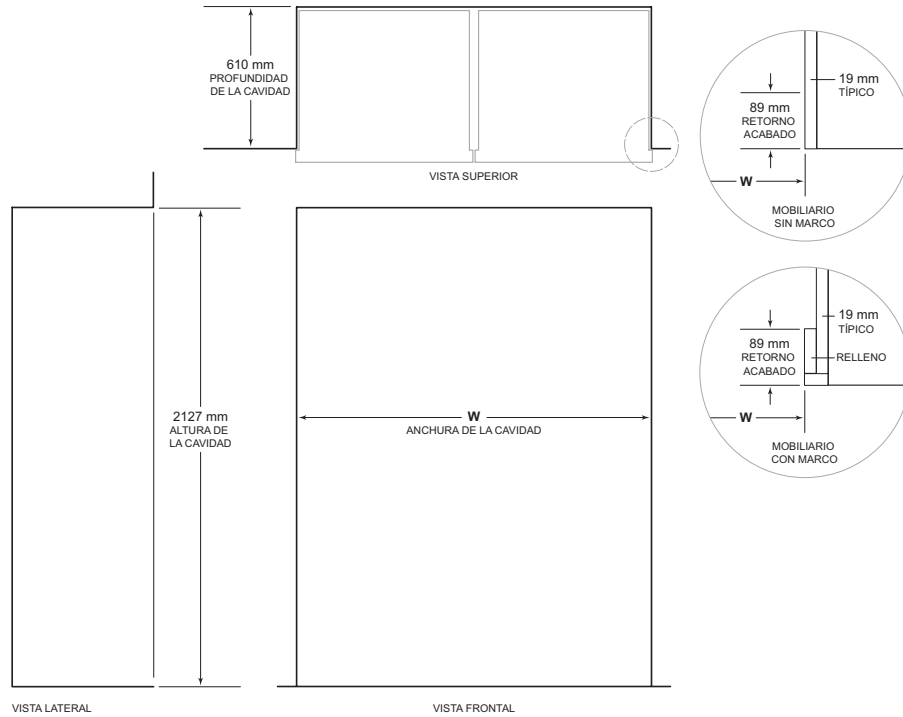 610 mm
PROFUNDIDAD
DE LA CAVIDAD
VISTA SUPERIOR
19 mm
TÍPICO
89 mm
RETORNO
ACABADO
W
MOBILIARIO
SIN MARCO
19 mm
TÍPICO
89 mm
RETORNO
ACABADO
RELLENO
W
MOBILIARIO
CON MARCO
2127 mm
ALTURA DE
LA CAVIDAD
W
ANCHURA DE LA CAVIDAD
VISTA LATERAL
VISTA FRONTAL